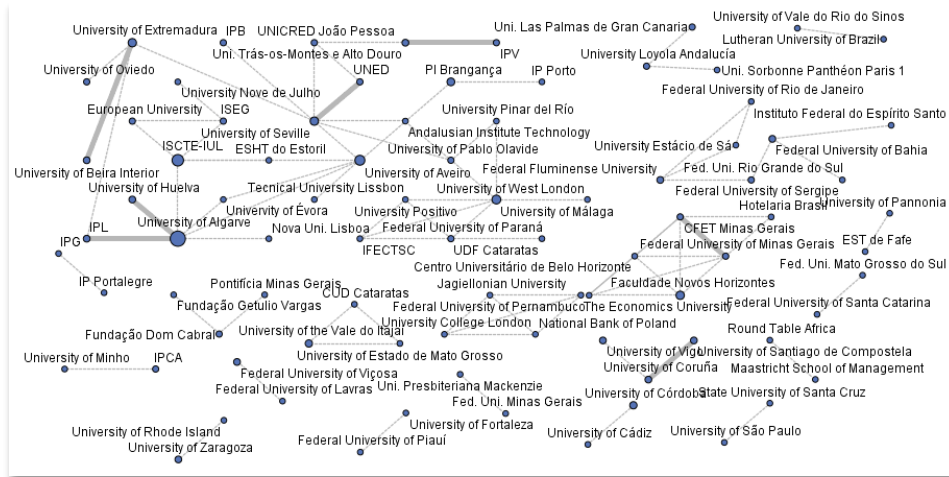 University of Vale do Rio do Sinos
University of Extremadura
IPB
UNICRED João Pessoa
Uni. Las Palmas de Gran Canaria
Lutheran University of Brazil
Uni. Trás-os-Montes e Alto Douro
IPV
University Loyola Andalucía
University of Oviedo
UNED
PI Brangança
IP Porto
Uni. Sorbonne Panthéon Paris 1
University Nove de Julho
Federal University of Rio de Janeiro
European University
ISEG
University Pinar del Río
Instituto Federal do Espírito Santo
University of Seville
Andalusian Institute Technology
ISCTE-IUL
ESHT do Estoril
University of Pablo Olavide
University Estácio de Sá
Federal University of Bahia
University of Beira Interior
University of Aveiro
Federal Fluminense University
Fed. Uni. Rio Grande do Sul
University of Huelva
Tecnical University Lissbon
University of West London
Federal University of Sergipe
University of Évora
University Positivo
University of Málaga
Hotelaria Brasil
University of Pannonia
IPL
University of Algarve
Nova Uni. Lisboa
Federal University of Paraná
CFET Minas Gerais
IPG
IFECTSC
UDF Cataratas
Federal University of Minas Gerais
EST de Fafe
Centro Universitário de Belo Horizonte
Fed. Uni. Mato Grosso do Sul
IP Portalegre
Pontifícia Minas Gerais
Jagiellonian University
Faculdade Novos Horizontes
CUD Cataratas
Fundação Getulio Vargas
Federal University of Pernambuco
The Economics University
Federal University of Santa Catarina
Fundação Dom Cabral
University of the Vale do Itajaí
University College London
National Bank of Poland
Round Table Africa
University of Minho
IPCA
University of Estado de Mato Grosso
University of Vigo
University of Santiago de Compostela
Federal University of Viçosa
University of Coruña
Maastricht School of Management
Federal University of Lavras
Uni. Presbiteriana Mackenzie
University of Córdoba
State University of Santa Cruz
Fed. Uni. Minas Gerais
University of Rhode Island
University of Fortaleza
University of Cádiz
University of São Paulo
Federal University of Piauí
University of Zaragoza